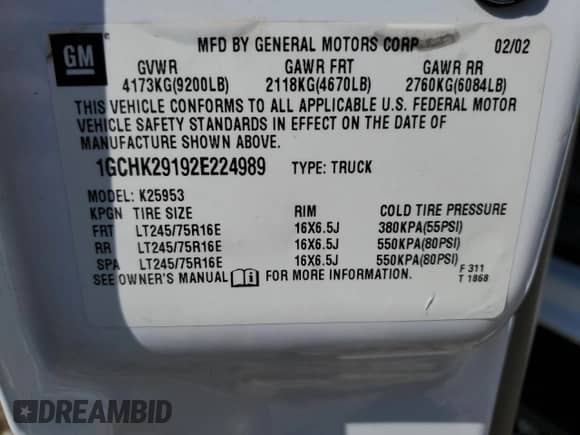 GM
MFD BY GENERAL MOTORS CORP 02/02
GVWR GAWR FRT GAWR RR
4173KG(9200LB) 2118KG(4670LB) 2760KG(6084LB)
THIS VEHICLE CONFORMS TO ALL APPLICABLE U.S. FEDERAL MOTOR
VEHICLE SAFETY STANDARDS IN EFFECT ON THE DATE OF
MANUFACTURE SHOWN ABOVE.
1GCHK29192E224989 TYPE: TRUCK
MODEL: K25953
KPGN TIRE SIZE RIM COLD TIRE PRESSURE
FRT LT245/75R16E 16X6.5J 380KPA(55PSI)
RR LT245/75R16E 16X6.5J 550KPA(80PSI)
SPA LT245/75R16E 16X6.5J 550KPA(80PSI)
SEE OWNER'S MANUAL FOR MORE INFORMATION.
F 311
T 1868
DREAMBID